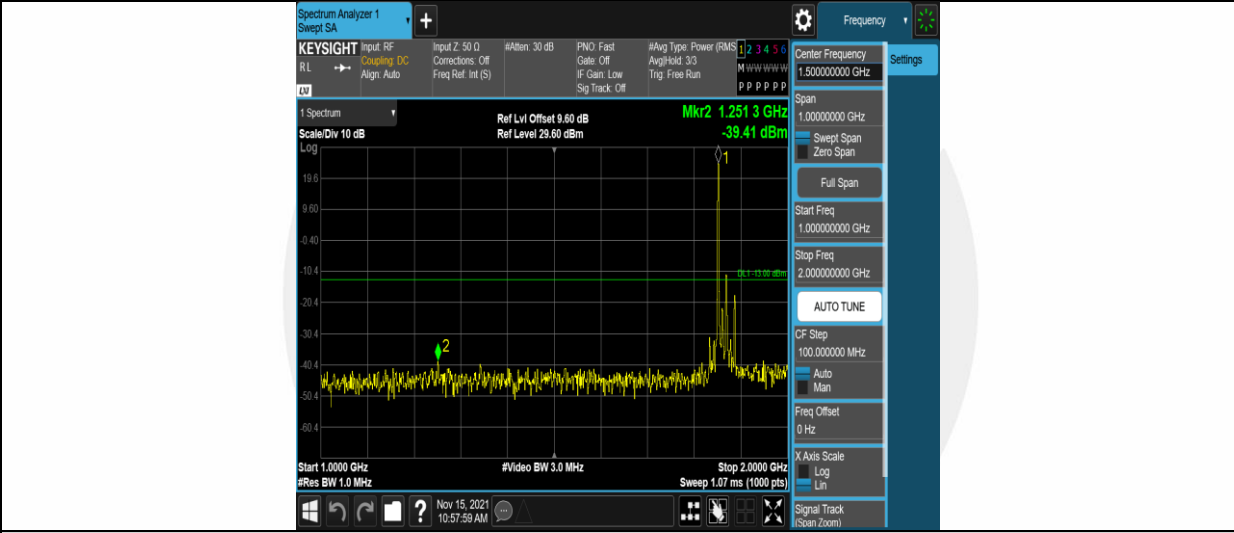 Spectrum Analyzer 1
Swept SA
+
Frequency
KEYSIGHT
RL
LXI
Input: RF
Coupling: DC
Align: Auto
Input Z: 50 Ω
Corrections: Off
Freq Ref: Int (S)
#Atten: 30 dB
PNO: Fast
Gate: Off
IF Gain: Low
Sig Track: Off
#Avg Type: Power (RMS
Avg|Hold: 3/3
Trig: Free Run
1 2 3 4 5 6
M W W W W W
P P P P P P
1 Spectrum
Scale/Div 10 dB
Ref Lvl Offset 9.60 dB
Ref Level 29.60 dBm
Mkr2 1.251 3 GHz
-39.41 dBm
Log
19.6
9.60
-0.40
-10.4
-20.4
-30.4
-40.4
-50.4
-60.4
1
DL1 -13.00 dBm
2
Start 1.0000 GHz
#Res BW 1.0 MHz
#Video BW 3.0 MHz
Stop 2.0000 GHz
Sweep 1.07 ms (1000 pts)
Center Frequency
1.500000000 GHz
Settings
Span
1.00000000 GHz
Swept Span
Zero Span
Full Span
Start Freq
1.000000000 GHz
Stop Freq
2.000000000 GHz
AUTO TUNE
CF Step
100.000000 MHz
Auto
Man
Freq Offset
0 Hz
X Axis Scale
Log
Lin
Signal Track
(Span Zoom)
?
Nov 15, 2021
10:57:59 AM